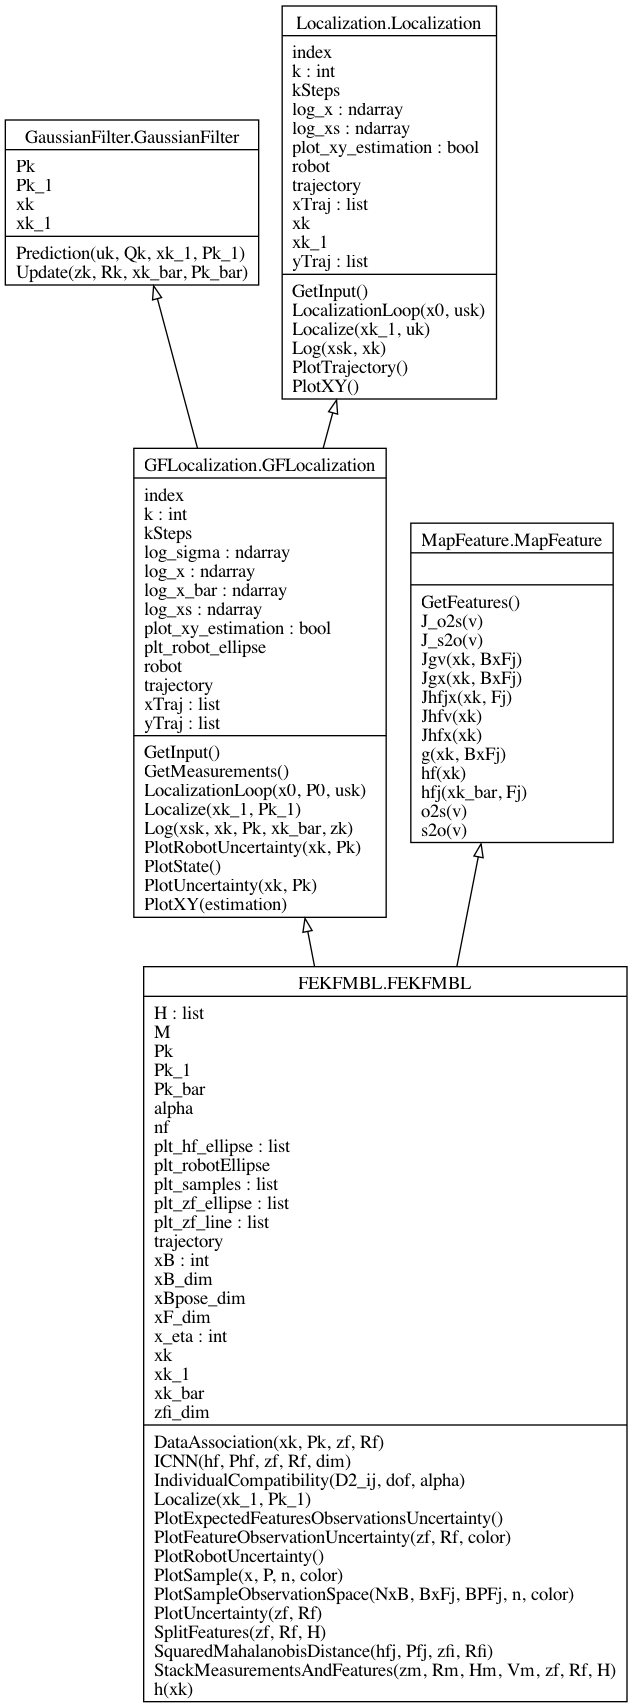 Localization.Localization
index
k : int
kSteps
log_x : ndarray
log_xs : ndarray
plot_xy_estimation : bool
robot
trajectory
xTraj : list
xk
xk_1
yTraj : list
GetInput()
LocalizationLoop(x0, usk)
Localize(xk_1, uk)
Log(xsk, xk)
PlotTrajectory()
PlotXY()
GaussianFilter.GaussianFilter
Pk
Pk_1
xk
xk_1
Prediction(uk, Qk, xk_1, Pk_1)
Update(zk, Rk, xk_bar, Pk_bar)
GFLocalization.GFLocalization
index
k : int
kSteps
log_sigma : ndarray
log_x : ndarray
log_x_bar : ndarray
log_xs : ndarray
plot_xy_estimation : bool
plt_robot_ellipse
robot
trajectory
xTraj : list
yTraj : list
GetInput()
GetMeasurements()
LocalizationLoop(x0, P0, usk)
Localize(xk_1, Pk_1)
Log(xsk, xk, Pk, xk_bar, zk)
PlotRobotUncertainty(xk, Pk)
PlotState()
PlotUncertainty(xk, Pk)
PlotXY(estimation)
MapFeature.MapFeature
GetFeatures()
J_o2s(v)
J_s2o(v)
Jgv(xk, BxFj)
Jgx(xk, BxFj)
Jhfjx(xk, Fj)
Jhfv(xk)
Jhfx(xk)
g(xk, BxFj)
hf(xk)
hfj(xk_bar, Fj)
o2s(v)
s2o(v)
FEKFMBL.FEKFMBL
H : list
M
Pk
Pk_1
Pk_bar
alpha
nf
plt_hf_ellipse : list
plt_robotEllipse
plt_samples : list
plt_zf_ellipse : list
plt_zf_line : list
trajectory
xB : int
xB_dim
xBpose_dim
xF_dim
x_eta : int
xk
xk_1
xk_bar
zfi_dim
DataAssociation(xk, Pk, zf, Rf)
ICNN(hf, Phf, zf, Rf, dim)
IndividualCompatibility(D2_ij, dof, alpha)
Localize(xk_1, Pk_1)
PlotExpectedFeaturesObservationsUncertainty()
PlotFeatureObservationUncertainty(zf, Rf, color)
PlotRobotUncertainty()
PlotSample(x, P, n, color)
PlotSampleObservationSpace(NxB, BxFj, BPFj, n, color)
PlotUncertainty(zf, Rf)
SplitFeatures(zf, Rf, H)
SquaredMahalanobisDistance(hfj, Pfj, zfi, Rfi)
StackMeasurementsAndFeatures(zm, Rm, Hm, Vm, zf, Rf, H)
h(xk)